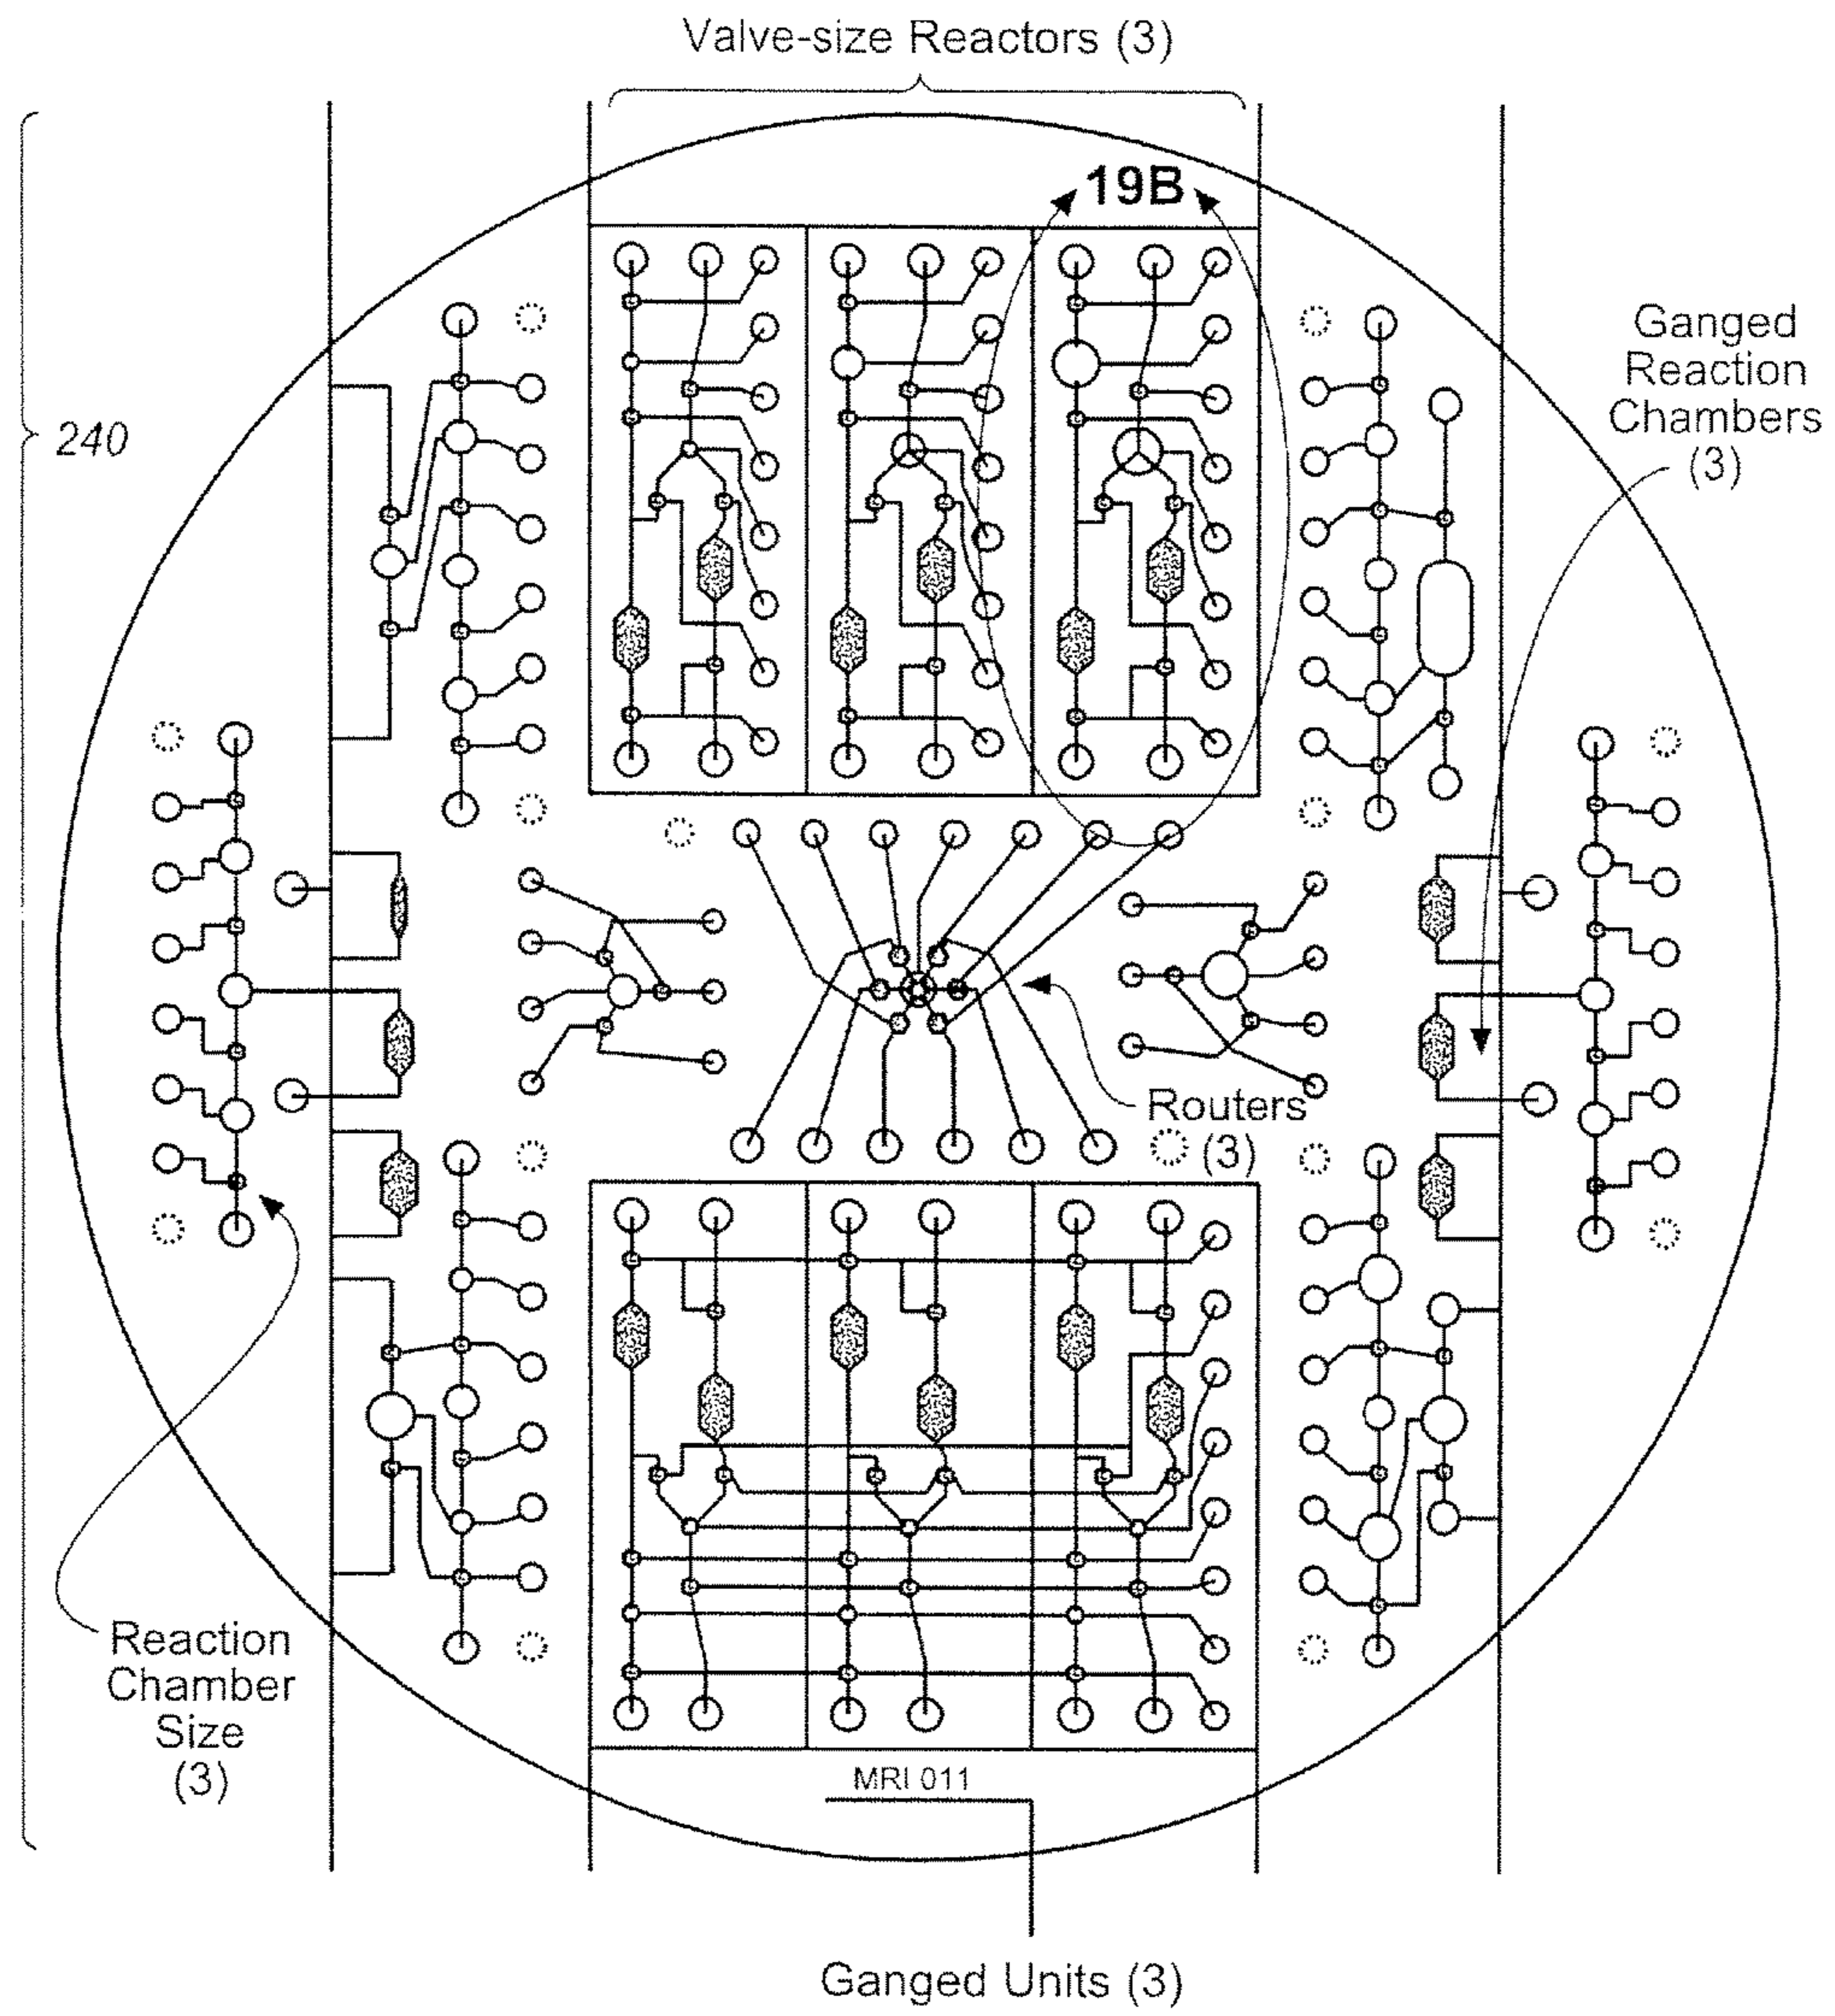 Valve-size Reactors (3)
19B
Ganged
Reaction
Chambers
(3)
240
Routers
(3)
Reaction
Chamber
Size
(3)
MRI 011
Ganged Units (3)